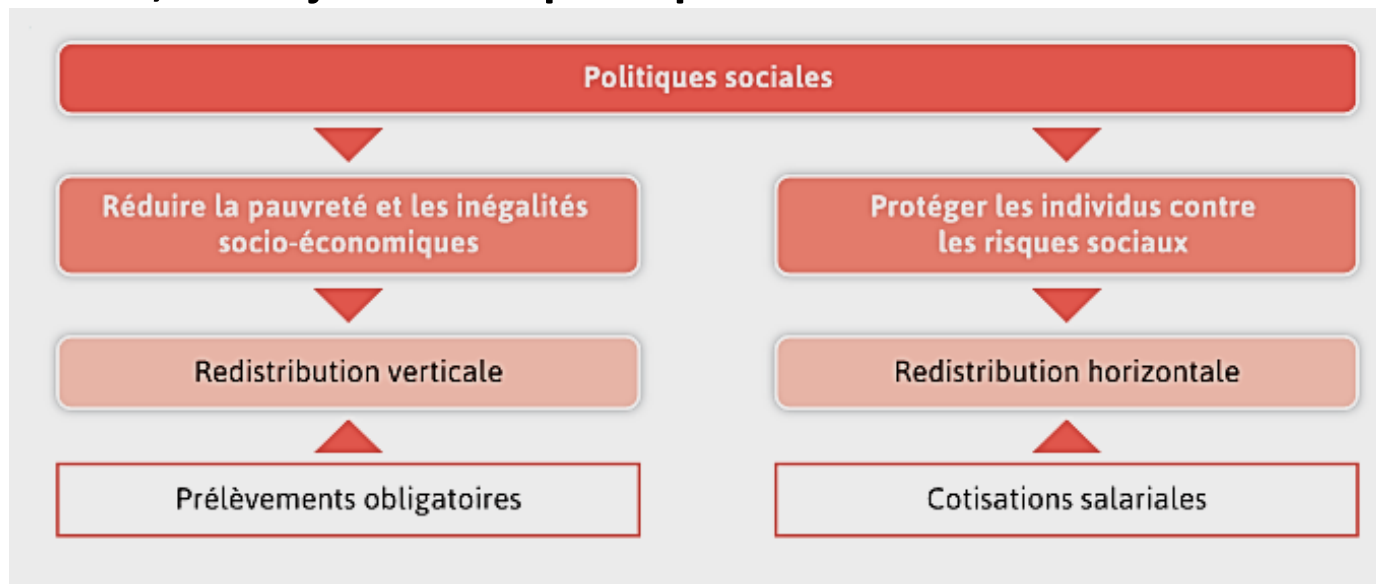 Politiques sociales
Réduire la pauvreté et les inégalités
socio-économiques
Protéger les individus contre
les risques sociaux
Redistribution verticale
Redistribution horizontale
Prélèvements obligatoires
Cotisations salariales